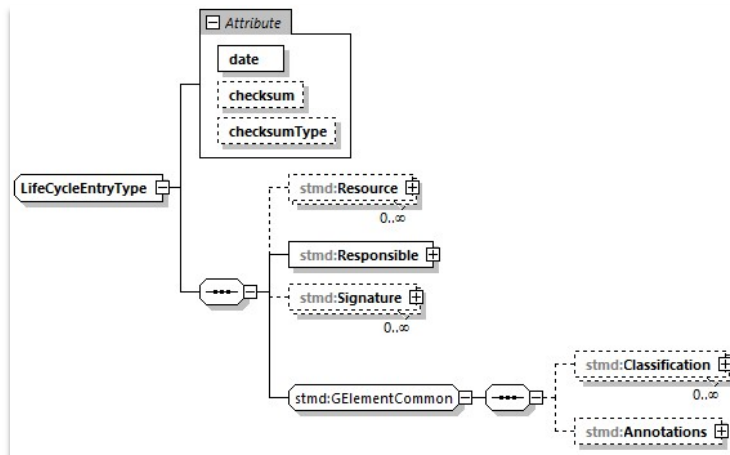 Attribute
date
checksum
checksumType
LifeCycleEntryType
stmd:Resource
0..∞
stmd:Responsible
stmd:Signature
0..∞
stmd:GElementCommon
stmd:Classification
0..∞
stmd:Annotations